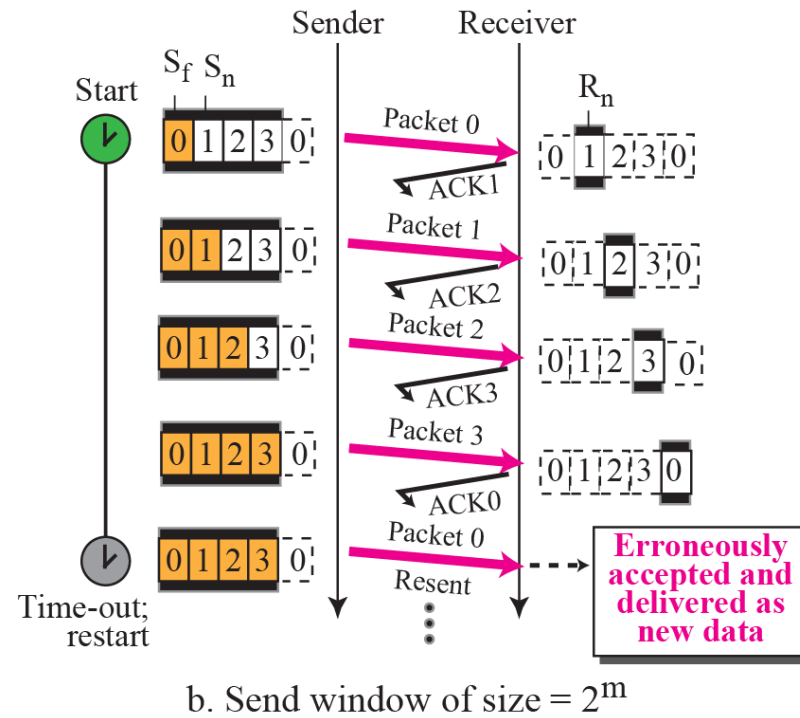 Sender Receiver
Sf Sn
Start
Rn
0 1 2 3 0
Packet 0
0 1 2 3 0
ACK1
0 1 2 3 0
Packet 1
0 1 2 3 0
ACK2
0 1 2 3 0
Packet 2
0 1 2 3 0
ACK3
0 1 2 3 0
Packet 3
0 1 2 3 0
ACK0
0 1 2 3 0
Packet 0
Resent
Time-out;
restart
Erroneously
accepted and
delivered as
new data
b. Send window of size = 2^m